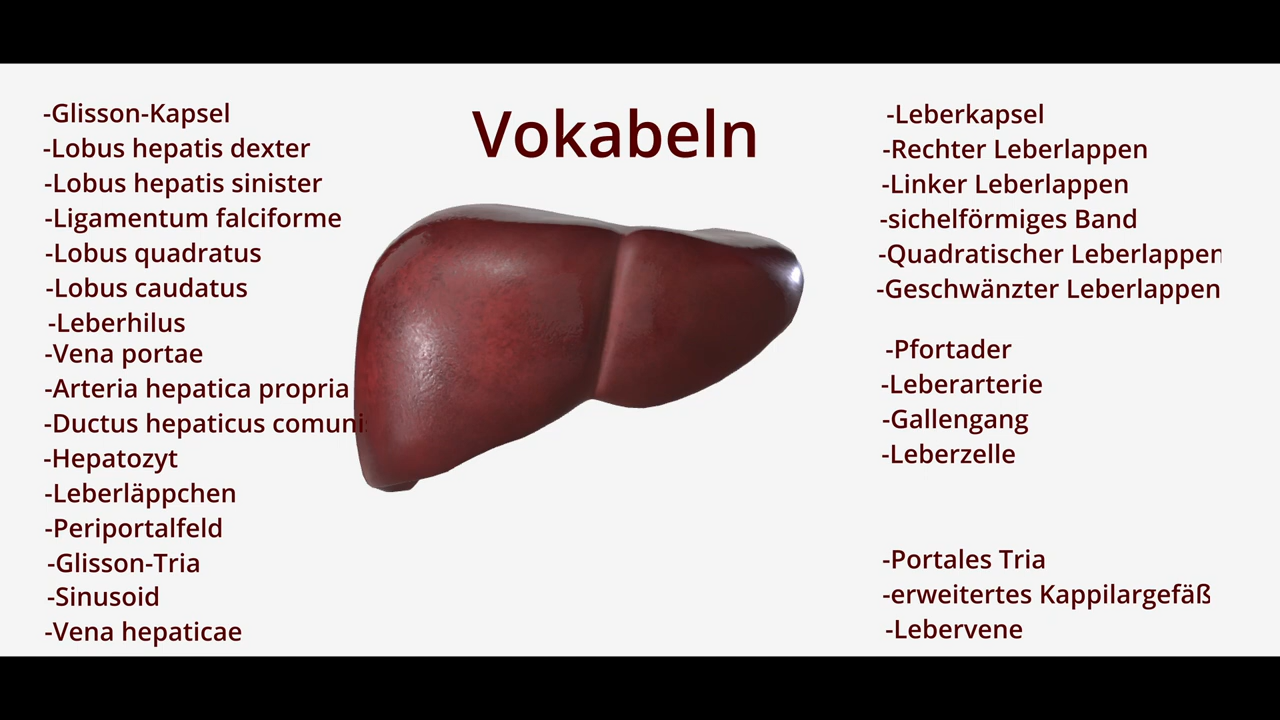 Vokabeln
-Glisson-Kapsel
-Lobus hepatis dexter
-Lobus hepatis sinister
-Ligamentum falciforme
-Lobus quadratus
-Lobus caudatus
-Leberhilus
-Vena portae
-Arteria hepatica propria
-Ductus hepaticus comunis
-Hepatozyt
-Leberläppchen
-Periportalfeld
-Glisson-Tria
-Sinusoid
-Vena hepaticae
-Leberkapsel
-Rechter Leberlappen
-Linker Leberlappen
-sichelförmiges Band
-Quadratischer Leberlappen
-Geschwänzter Leberlappen
-Pfortader
-Leberarterie
-Gallengang
-Leberzelle
-Portales Tria
-erweitertes Kappilargefäß
-Lebervene